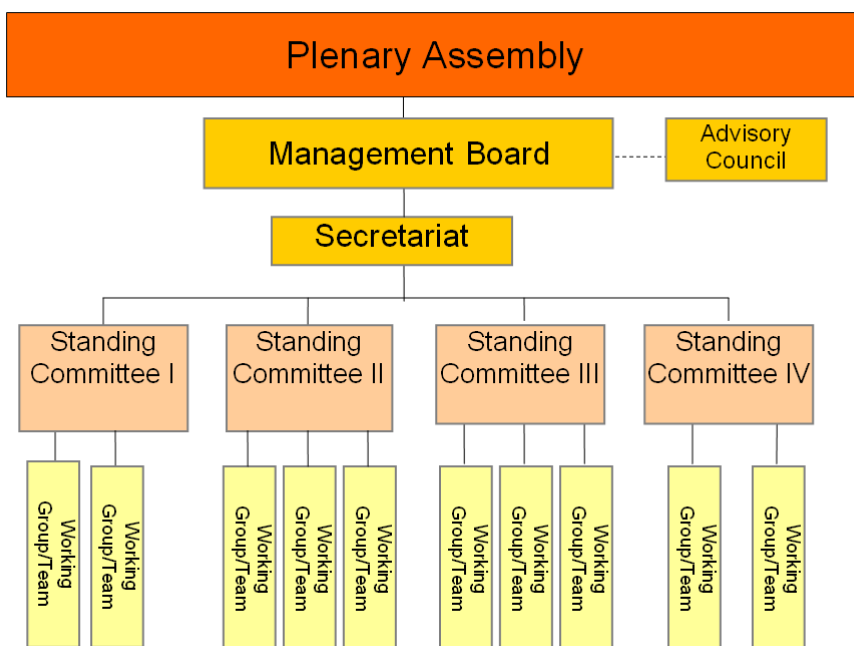 Plenary Assembly
Management Board
Advisory
Council
Secretariat
Standing
Committee I
Standing
Committee II
Standing
Committee III
Standing
Committee IV
Working
Group/Team
Working
Group/Team
Working
Group/Team
Working
Group/Team
Working
Group/Team
Working
Group/Team
Working
Group/Team
Working
Group/Team
Working
Group/Team
Working
Group/Team